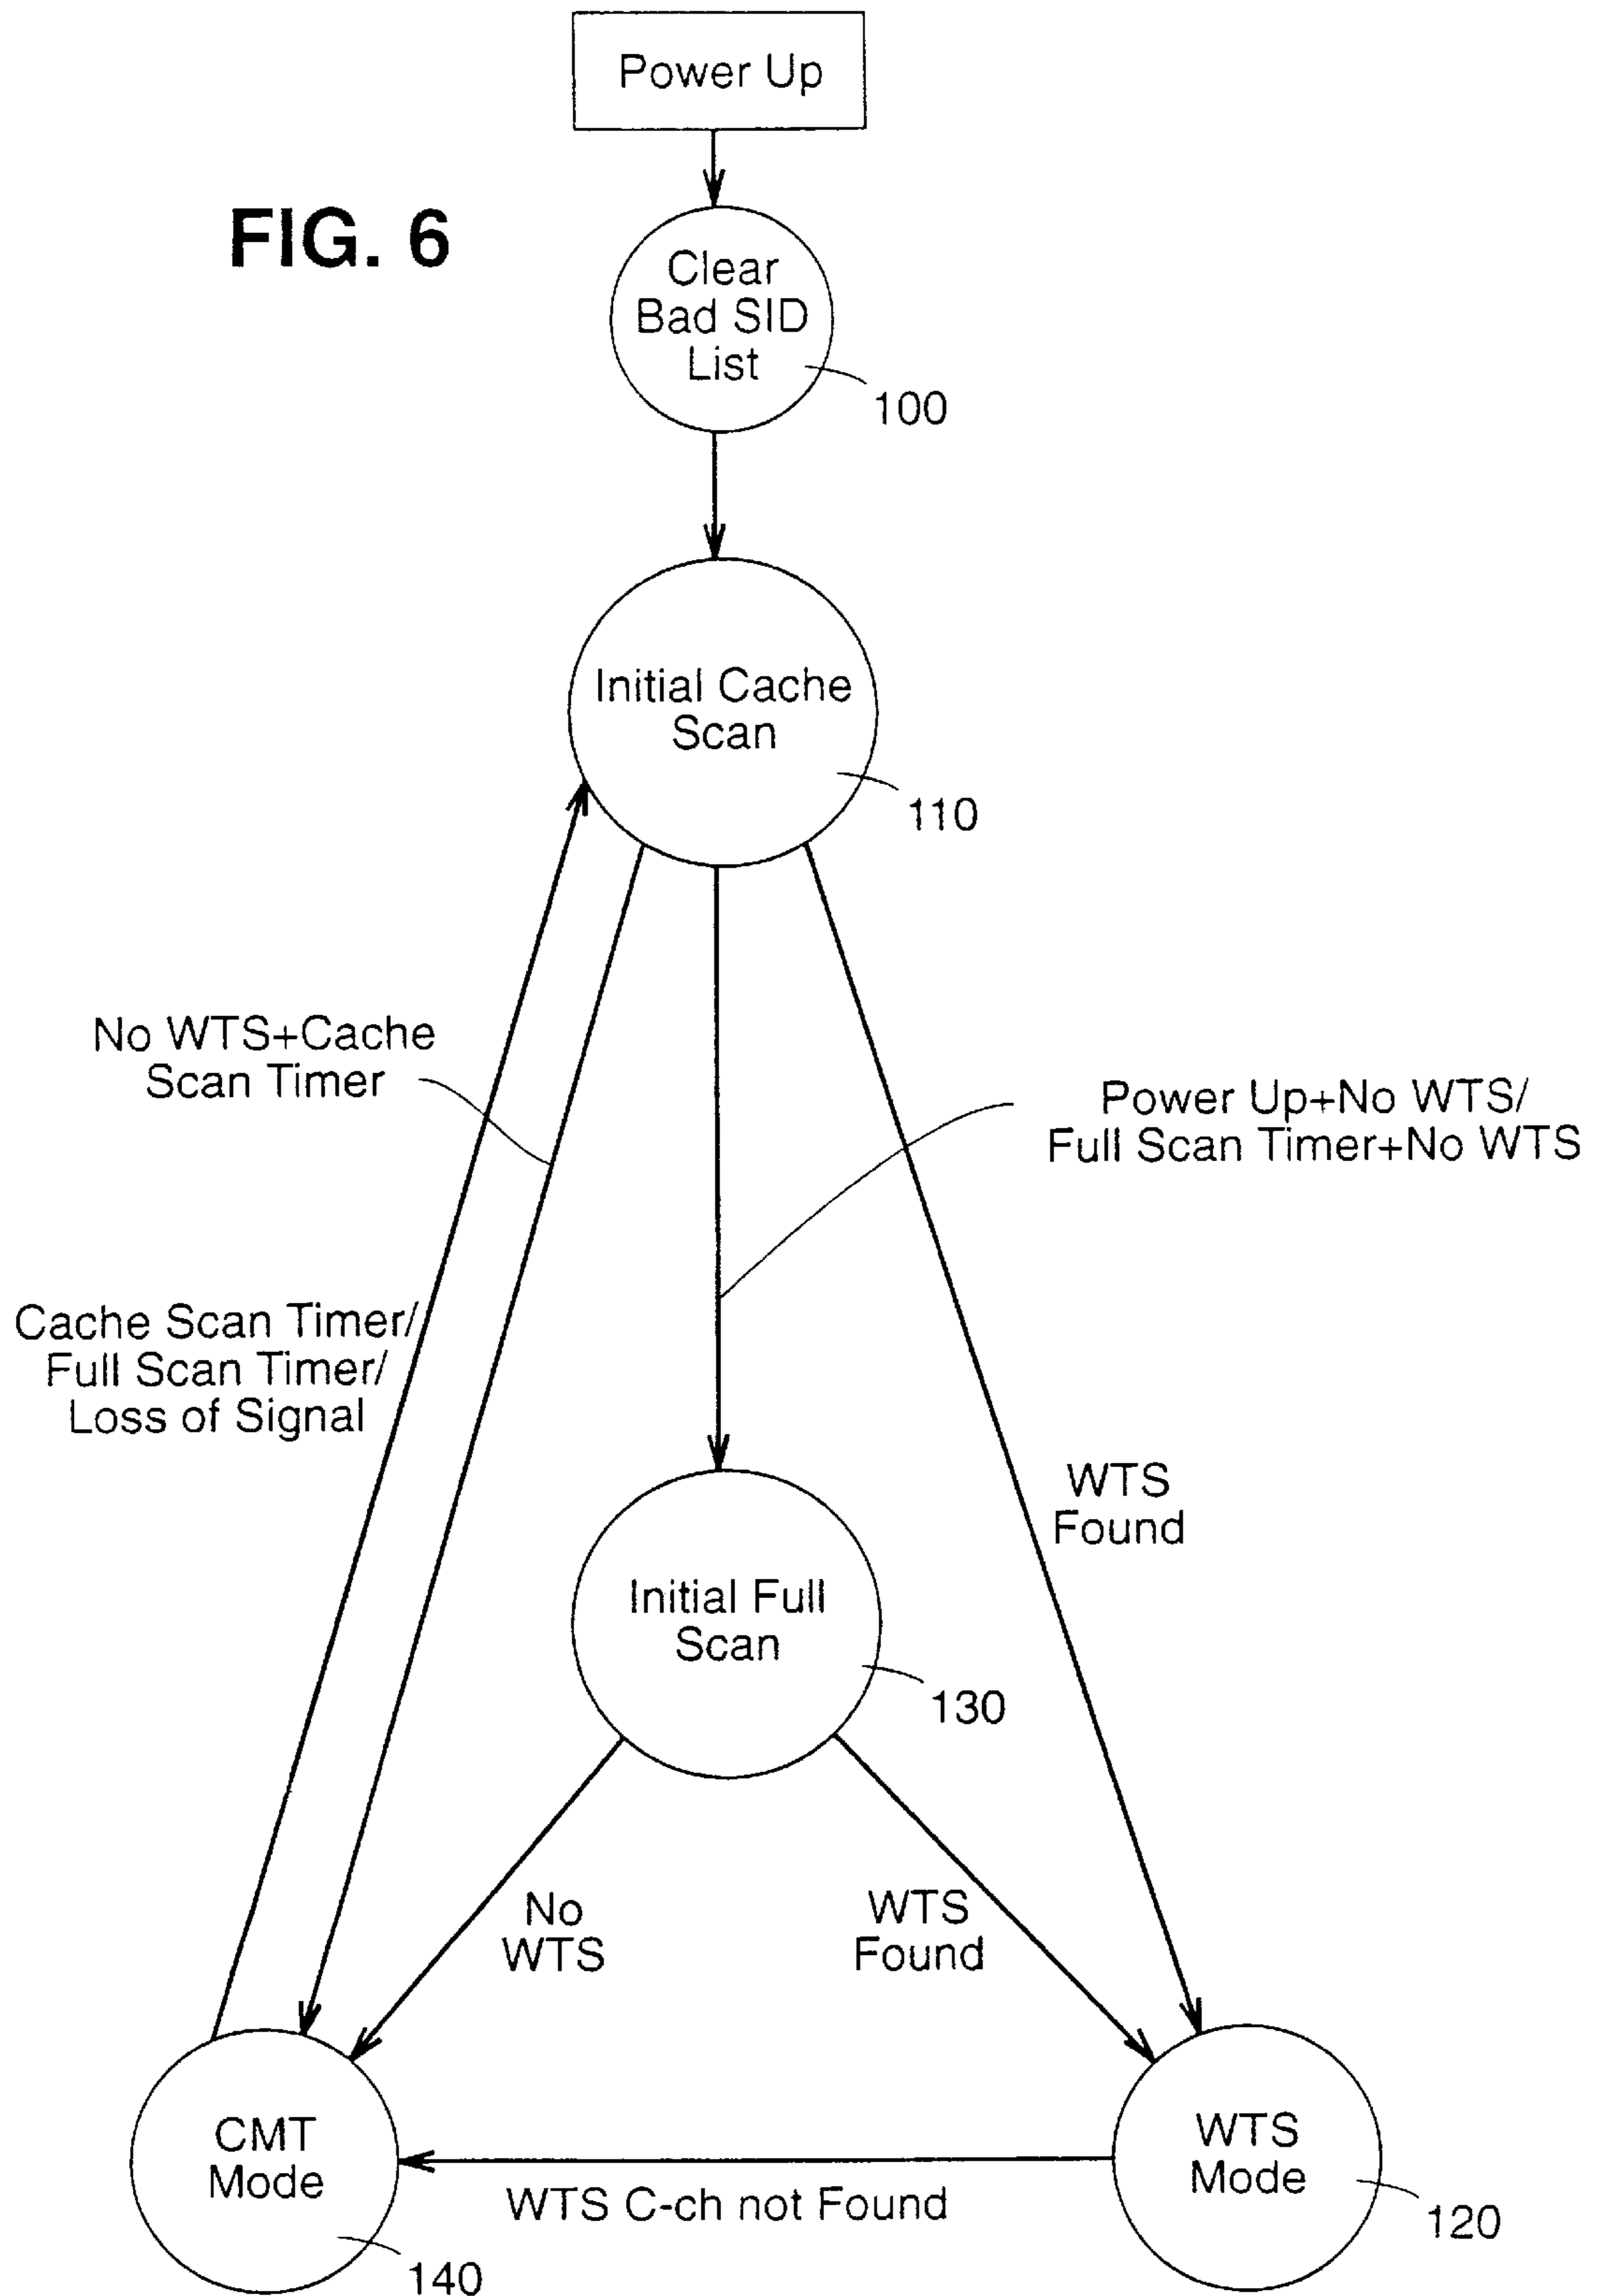 Power Up
FIG. 6
Clear
Bad SID
List
100
Initial Cache
Scan
110
No WTS+Cache
Scan Timer
Power Up+No WTS/
Full Scan Timer+No WTS
Cache Scan Timer/
Full Scan Timer/
Loss of Signal
WTS
Found
Initial Full
Scan
130
No
WTS
WTS
Found
CMT
Mode
140
WTS C-ch not Found
WTS
Mode
120